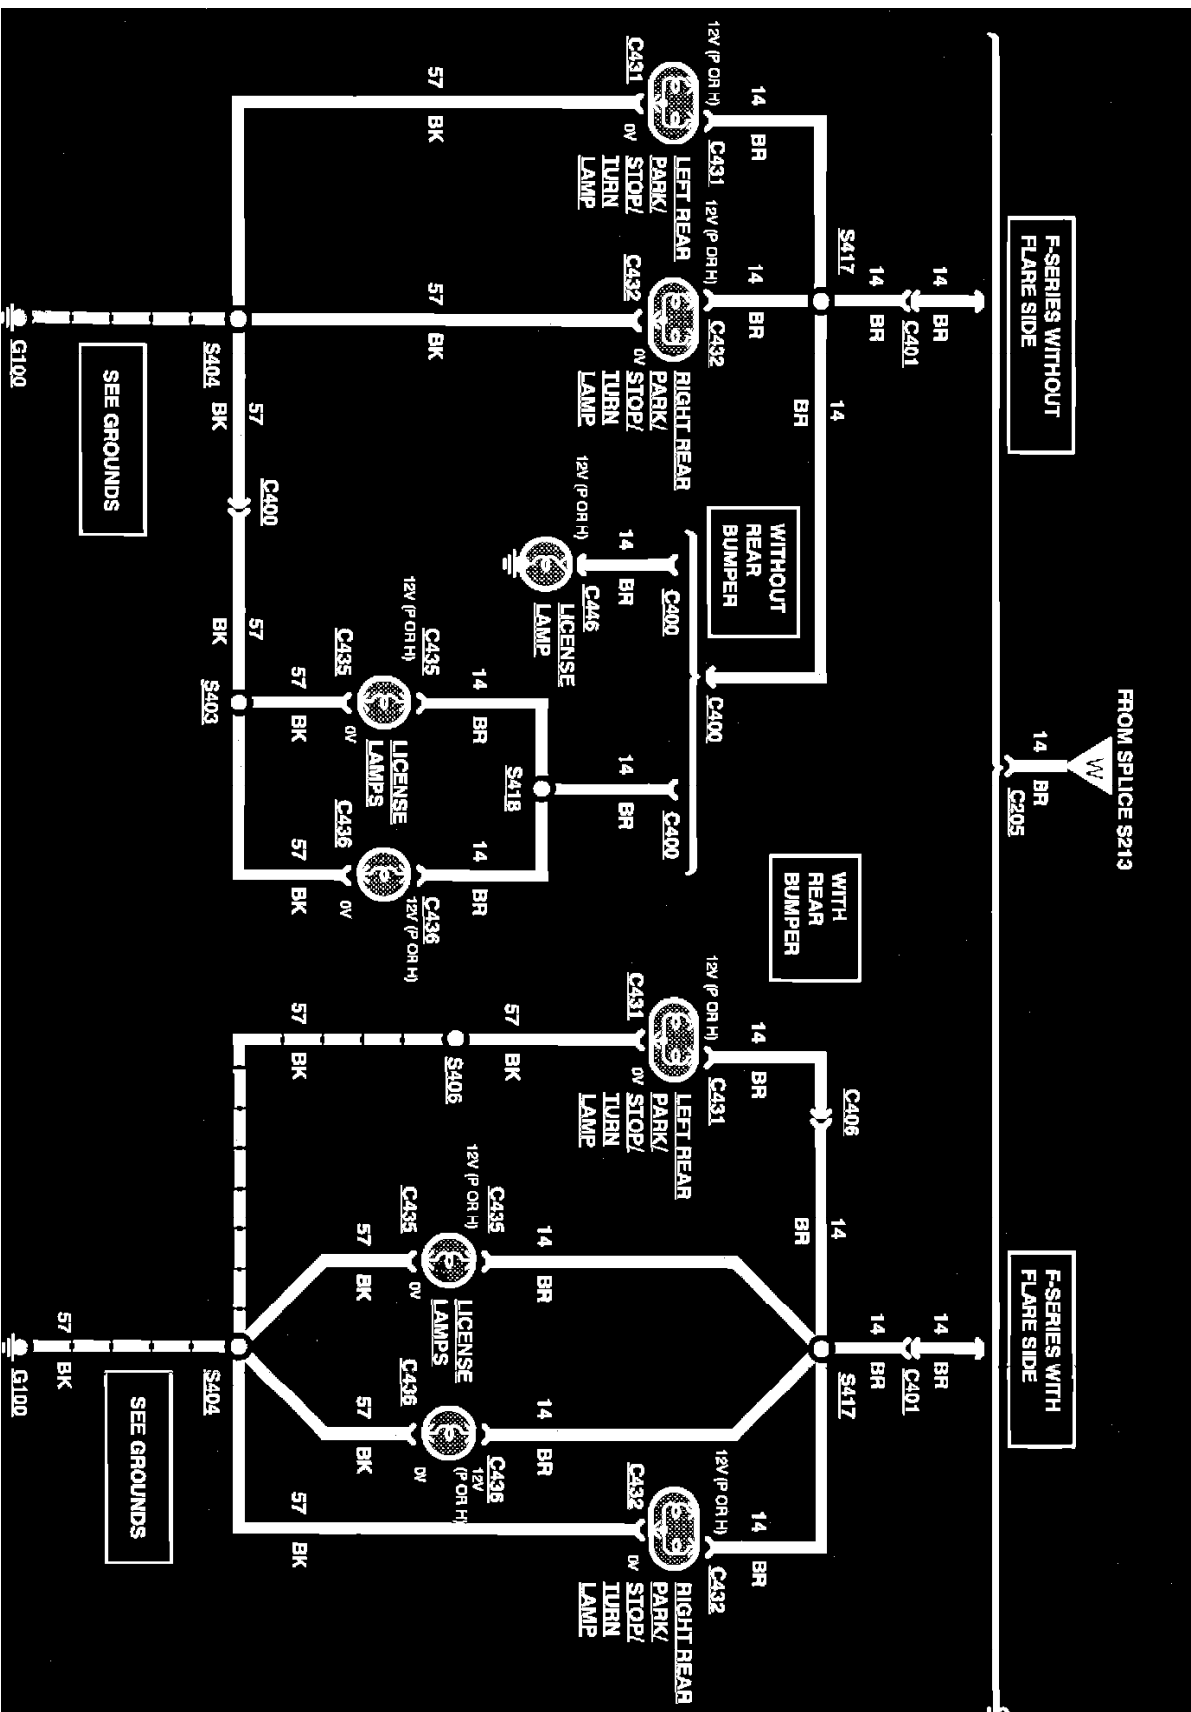 FROM SPLICE S213
W
14 BR
C205
F-SERIES WITHOUT
FLARE SIDE
F-SERIES WITH
FLARE SIDE
14 BR
C401
14 BR
S417
14 BR
12V (P OR H)
14 BR
C431
C431
0V
LEFT REAR
PARK/
STOP/
TURN
LAMP
12V (P OR H)
14 BR
C432
C432
0V
RIGHT REAR
PARK/
STOP/
TURN
LAMP
57 BK
57 BK
WITHOUT
REAR
BUMPER
C400
WITH
REAR
BUMPER
C400
14 BR
12V (P OR H)
C446
LICENSE
LAMP
C400
14 BR
S418
14 BR
14 BR
12V (P OR H)
C435
C435
0V
LICENSE
LAMPS
C436
12V (P OR H)
C436
0V
57 BK
57 BK
S404
57 BK
C400
57 BK
S403
SEE GROUNDS
G100
14 BR
C401
14 BR
S417
14 BR
C406
12V (P OR H)
14 BR
C431
C431
0V
LEFT REAR
PARK/
STOP/
TURN
LAMP
57 BK
S406
57 BK
14 BR
12V (P OR H)
C435
C435
0V
LICENSE
LAMPS
57 BK
14 BR
C436
12V
(P OR H)
C436
0V
57 BK
12V (P OR H)
14 BR
C432
C432
0V
RIGHT REAR
PARK/
STOP/
TURN
LAMP
57 BK
S404
57 BK
SEE GROUNDS
G100